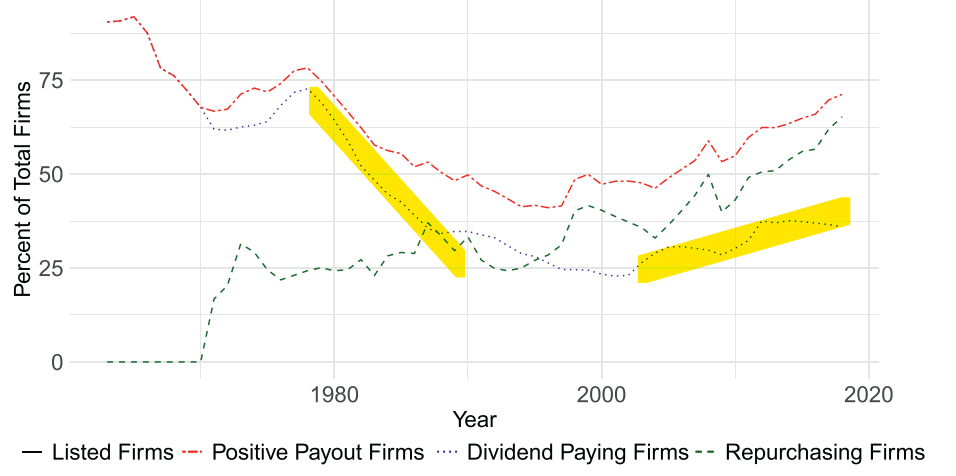 Percent of Total Firms
75
50
25
0
1980
2000
2020
Year
Listed Firms Positive Payout Firms Dividend Paying Firms Repurchasing Firms